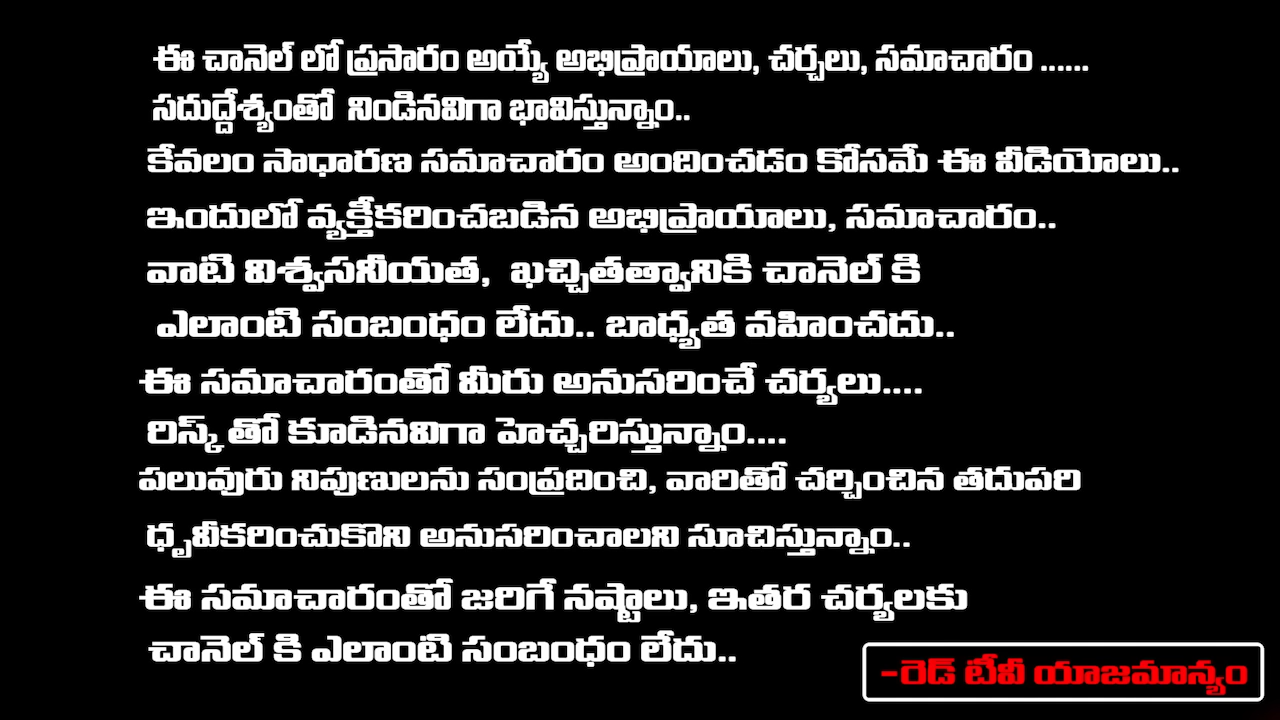 ఈ చానెల్ లో ప్రసారం అయ్యే అభిప్రాయాలు, చర్చలు, సమాచారం ......
సదుద్దేశ్యంతో నిండినవిగా భావిస్తున్నాం..
కేవలం సాధారణ సమాచారం అందించడం కోసమే ఈ వీడియోలు..
ఇందులో వ్యక్తీకరించబడిన అభిప్రాయాలు, సమాచారం..
వాటి విశ్వసనీయత, ఖచ్చితత్వానికి చానెల్ కి
ఎలాంటి సంబంధం లేదు.. బాధ్యత వహించదు..
ఈ సమాచారంతో మీరు అనుసరించే చర్యలు....
రిస్క్ తో కూడినవిగా హెచ్చరిస్తున్నాం....
పలువురు నిపుణులను సంప్రదించి, వారితో చర్చించిన తదుపరి
ధృవీకరించుకొని అనుసరించాలని సూచిస్తున్నాం..
ఈ సమాచారంతో జరిగే నష్టాలు, ఇతర చర్యలకు
చానెల్ కి ఎలాంటి సంబంధం లేదు..
-రెడ్ టీవీ యాజమాన్యం